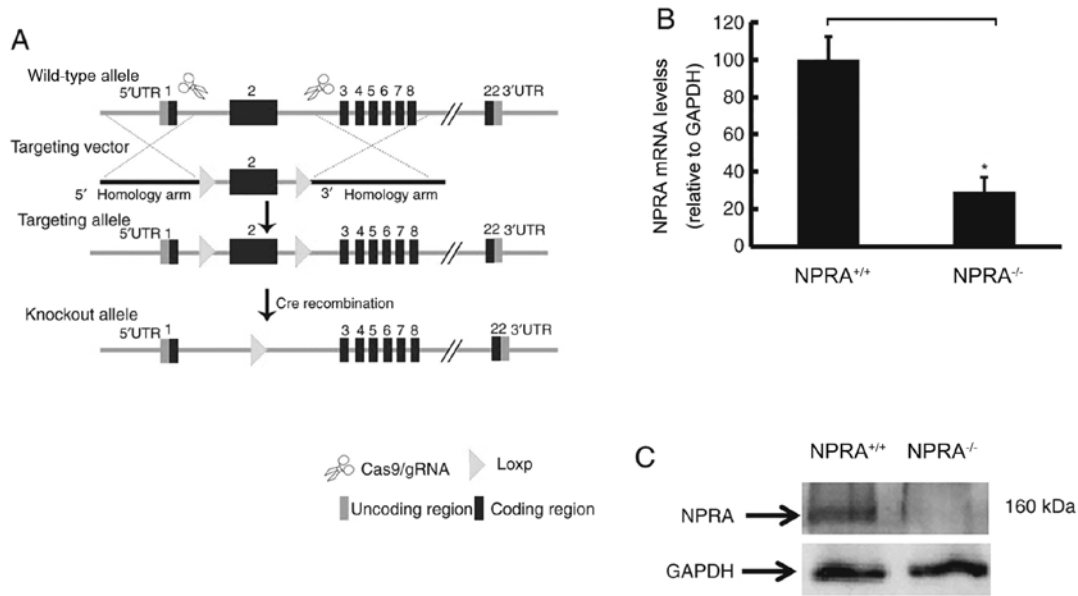 A
Wild-type allele
5′UTR 1 2 3 4 5 6 7 8 22 3′UTR
Targeting vector
2
5′ Homology arm 3′ Homology arm
Targeting allele
5′UTR 1 2 3 4 5 6 7 8 22 3′UTR
Cre recombination
Knockout allele
5′UTR 1 3 4 5 6 7 8 22 3′UTR
Cas9/gRNA Loxp
Uncoding region Coding region
B
NPRA mRNA levelss
(relative to GAPDH)
120
100
80
60
40
20
0
*
NPRA+/+ NPRA-/-
C
NPRA+/+ NPRA-/-
NPRA 160 kDa
GAPDH